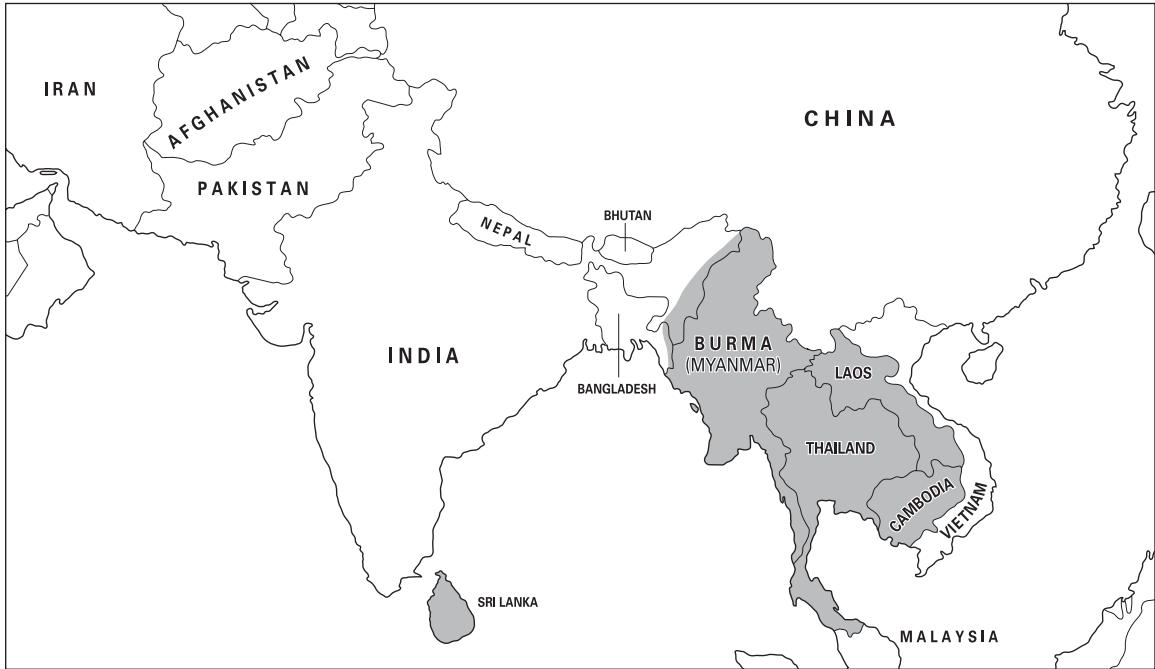 IRAN
AFGHANISTAN
CHINA
PAKISTAN
NEPAL
BHUTAN
INDIA
BANGLADESH
BURMA
(MYANMAR)
LAOS
THAILAND
CAMBODIA
VIETNAM
SRI LANKA
MALAYSIA